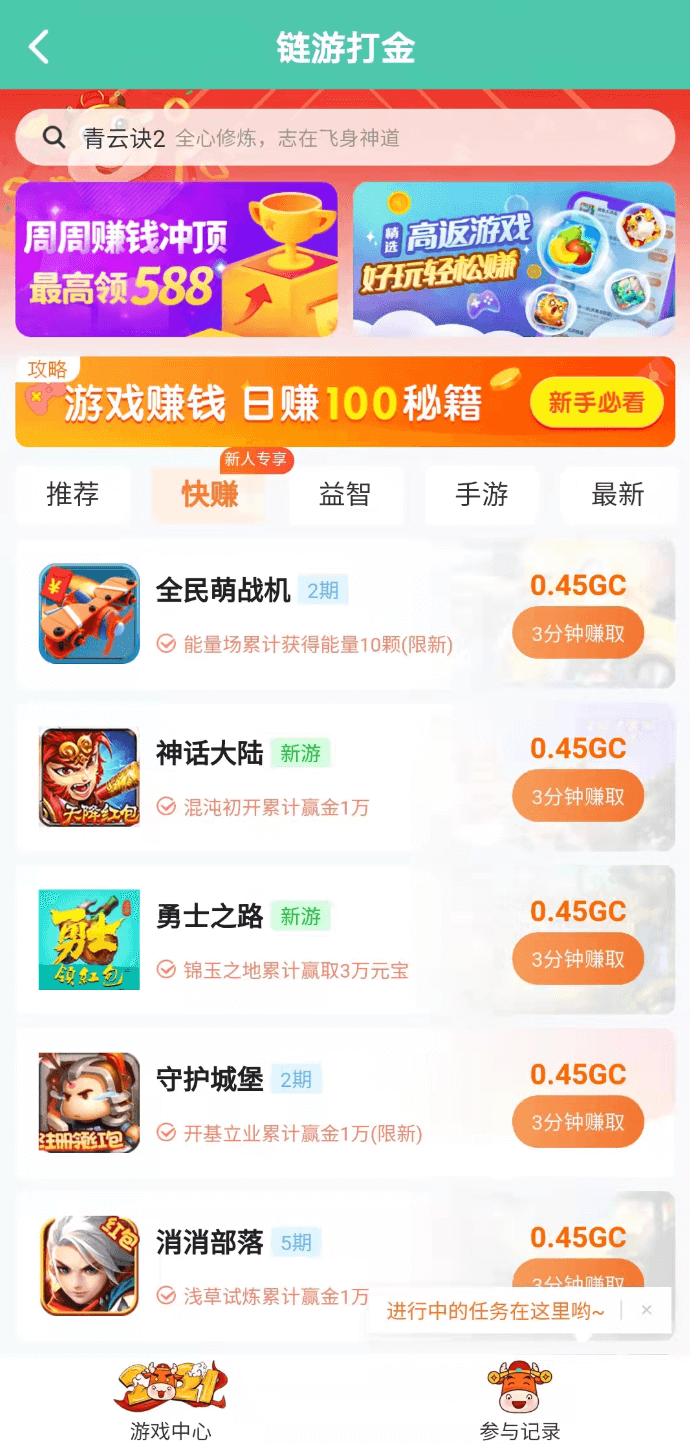 链游打金
青云诀2 全心修炼，志在飞身神道
周周赚钱冲顶
最高领588
精选 高返游戏
好玩轻松赚
攻略
游戏赚钱 日赚100秘籍
新手必看
新人专享
推荐 快赚 益智 手游 最新
全民萌战机 2期
0.45GC
能量场累计获得能量10颗(限新)
3分钟赚取
神话大陆 新游
0.45GC
天降红包
混沌初开累计赢金1万
3分钟赚取
勇士之路 新游
0.45GC
勇士
领红包
锦玉之地累计赢取3万元宝
3分钟赚取
守护城堡 2期
0.45GC
注册领红包
开基立业累计赢金1万(限新)
3分钟赚取
红包
消消部落 5期
0.45GC
浅草试炼累计赢金1万
3分钟赚取
进行中的任务在这里哟~
2021
游戏中心 参与记录